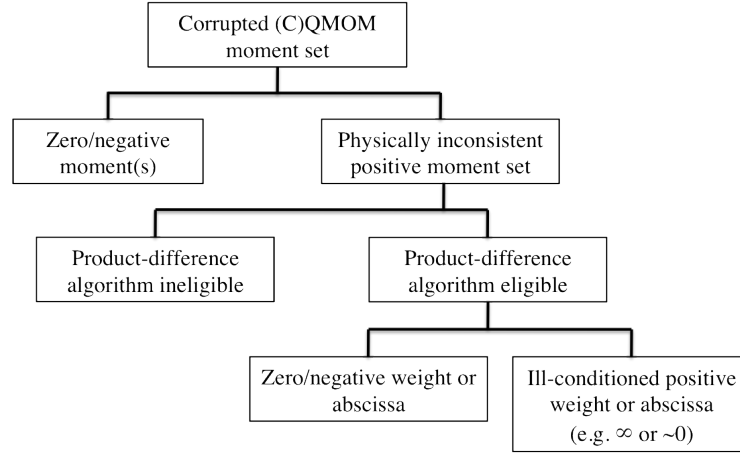 Corrupted (C)QMOM
moment set
Zero/negative
moment(s)
Physically inconsistent
positive moment set
Product-difference
algorithm ineligible
Product-difference
algorithm eligible
Zero/negative weight or
abscissa
Ill-conditioned positive
weight or abscissa
(e.g. ∞ or ~0)